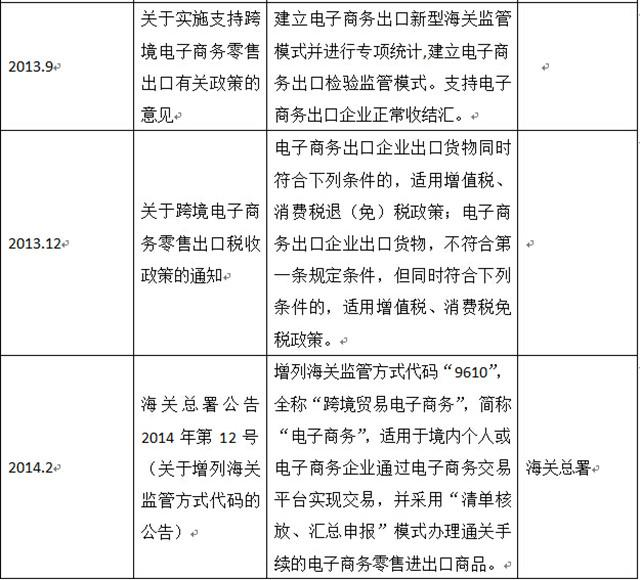 2013.9
关于实施支持跨
境电子商务零售
出口有关政策的
意见
建立电子商务出口新型海关监管
模式并进行专项统计,建立电子商
务出口检验监管模式。支持电子
商务出口企业正常收结汇。
2013.12
关于跨境电子商
务零售出口税收
政策的通知
电子商务出口企业出口货物同时
符合下列条件的，适用增值税、
消费税退（免）税政策；电子商
务出口企业出口货物，不符合第
一条规定条件，但同时符合下列
条件的，适用增值税、消费税免
税政策。
2014.2
海关总署公告
2014年第12号
（关于增列海关
监管方式代码的
公告）
增列海关监管方式代码“9610”，
全称“跨境贸易电子商务”，简称
“电子商务”，适用于境内个人或
电子商务企业通过电子商务交易
平台实现交易，并采用“清单核
放、汇总申报”模式办理通关手
续的电子商务零售进出口商品。
海关总署